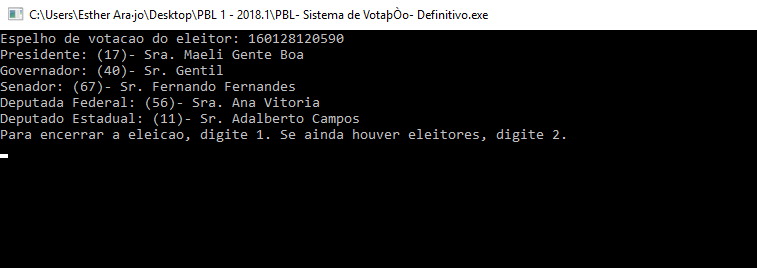 C:\Users\Esther Ara·jo\Desktop\PBL 1 - 2018.1\PBL- Sistema de VotaþÒo- Definitivo.exe
Espelho de votacao do eleitor: 160128120590
Presidente: (17)- Sra. Maeli Gente Boa
Governador: (40)- Sr. Gentil
Senador: (67)- Sr. Fernando Fernandes
Deputada Federal: (56)- Sra. Ana Vitoria
Deputado Estadual: (11)- Sr. Adalberto Campos
Para encerrar a eleicao, digite 1. Se ainda houver eleitores, digite 2.